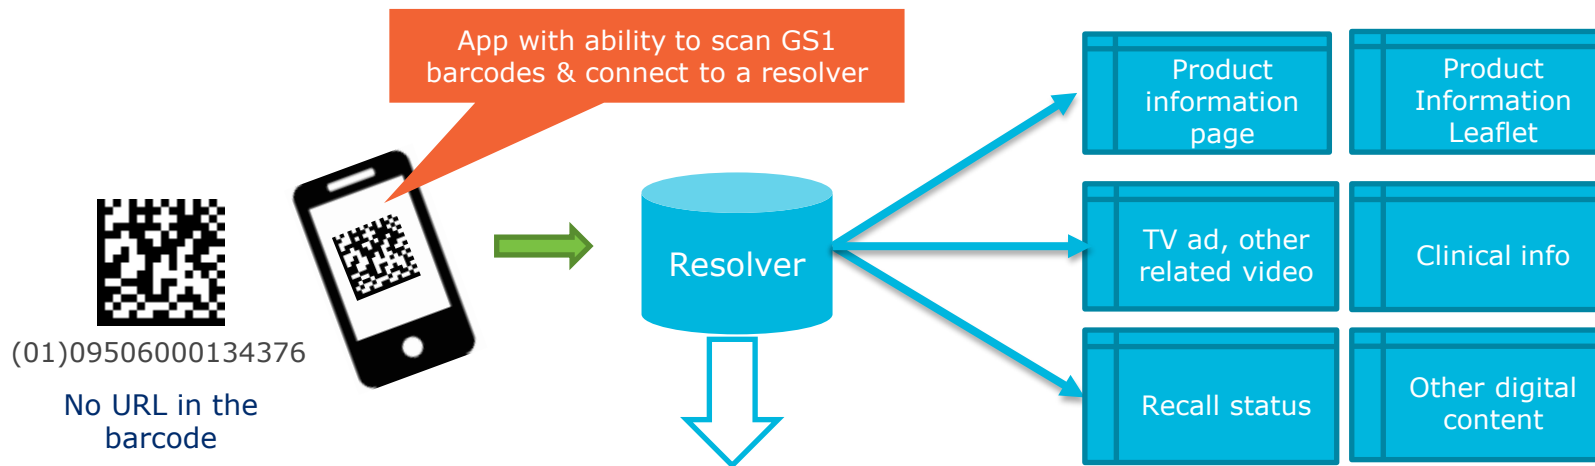 App with ability to scan GS1
barcodes & connect to a resolver
(01)09506000134376
No URL in the
barcode
Resolver
Product
information
page
Product
Information
Leaflet
TV ad, other
related video
Clinical info
Recall status
Other digital
content